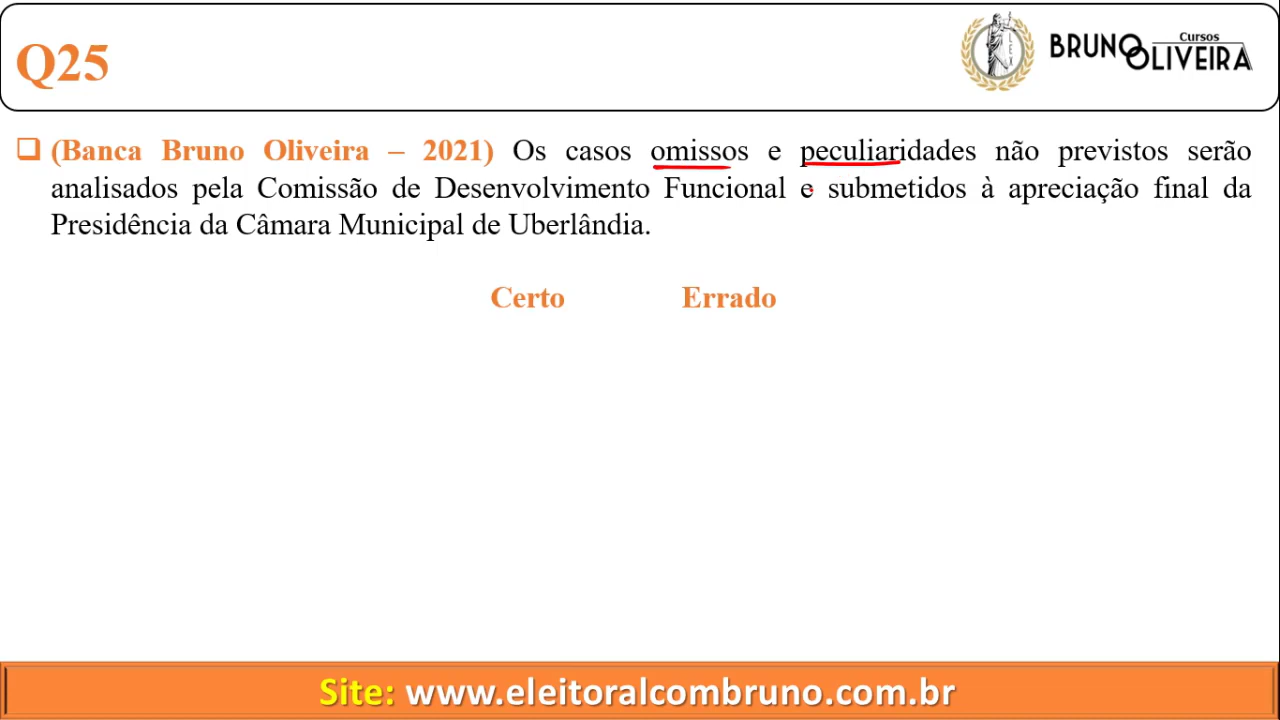 Q25
Cursos
BRUNO
OLIVEIRA
❑ (Banca Bruno Oliveira – 2021) Os casos omissos e peculiaridades não previstos serão
analisados pela Comissão de Desenvolvimento Funcional e submetidos à apreciação final da
Presidência da Câmara Municipal de Uberlândia.
Certo Errado
Site: www.eleitoralcombruno.com.br